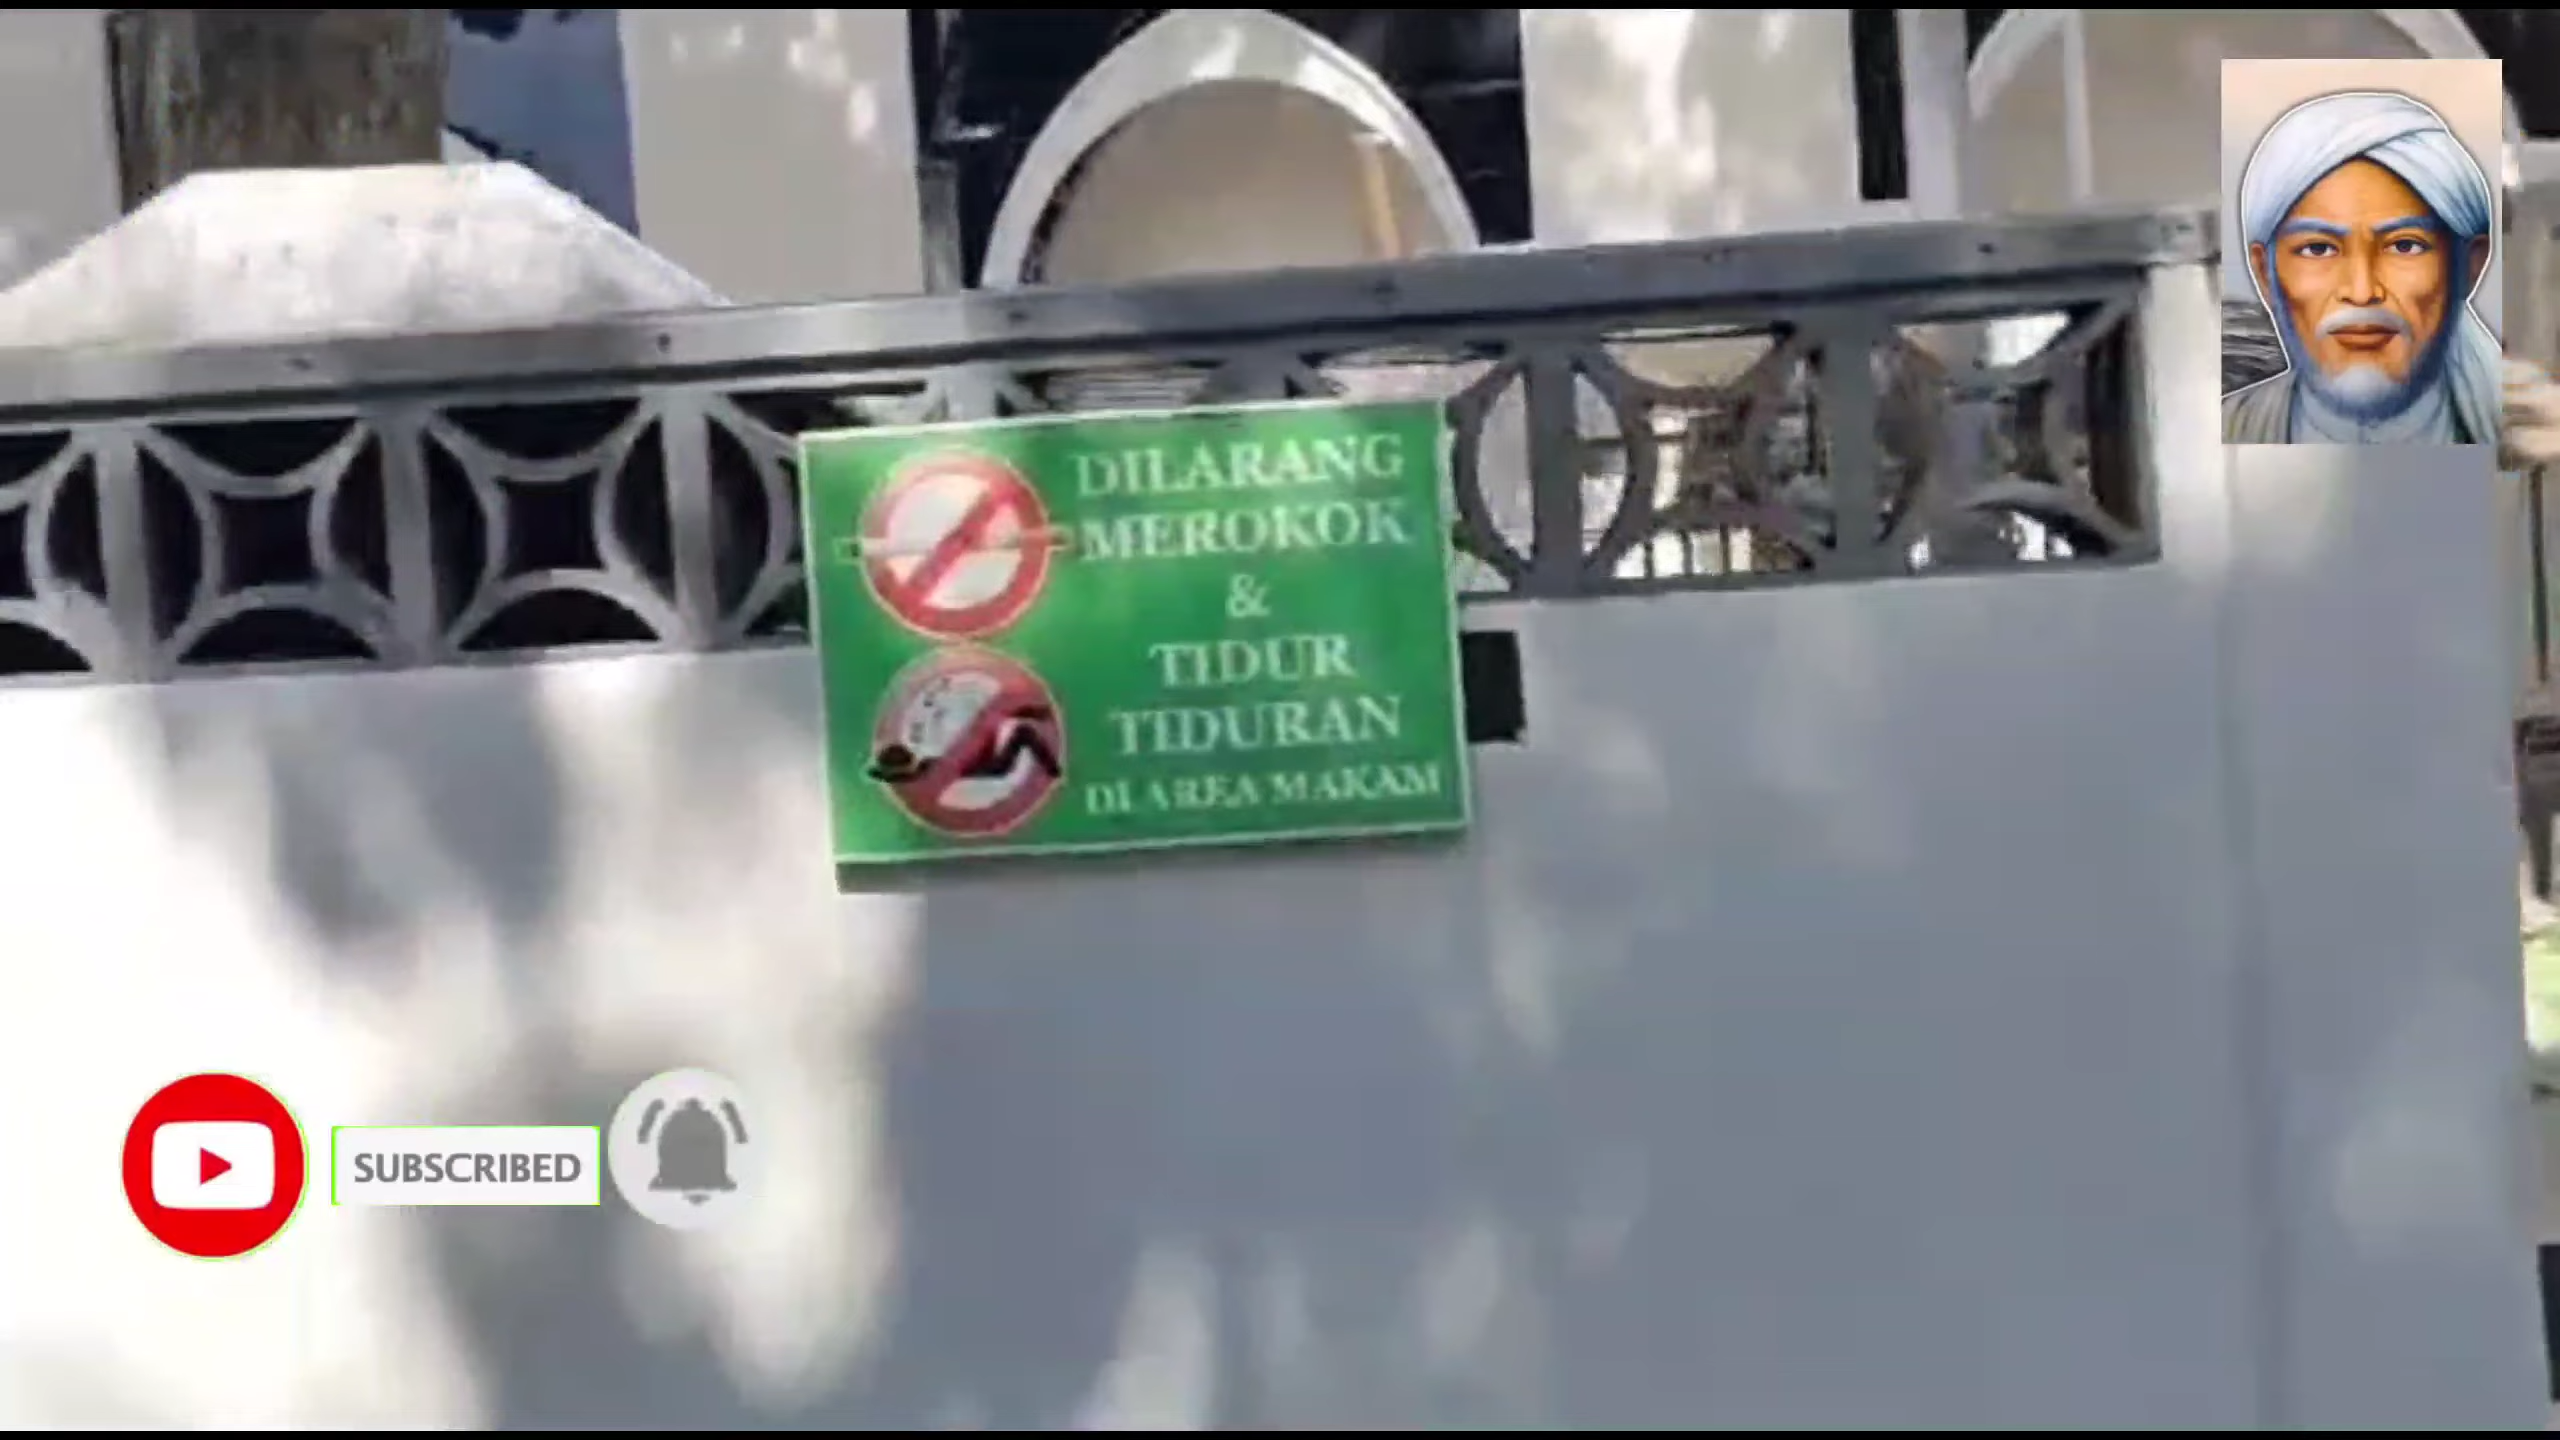 DILARANG
MEROKOK
&
TIDUR
TIDURAN
DI AREA MAKAM
SUBSCRIBED